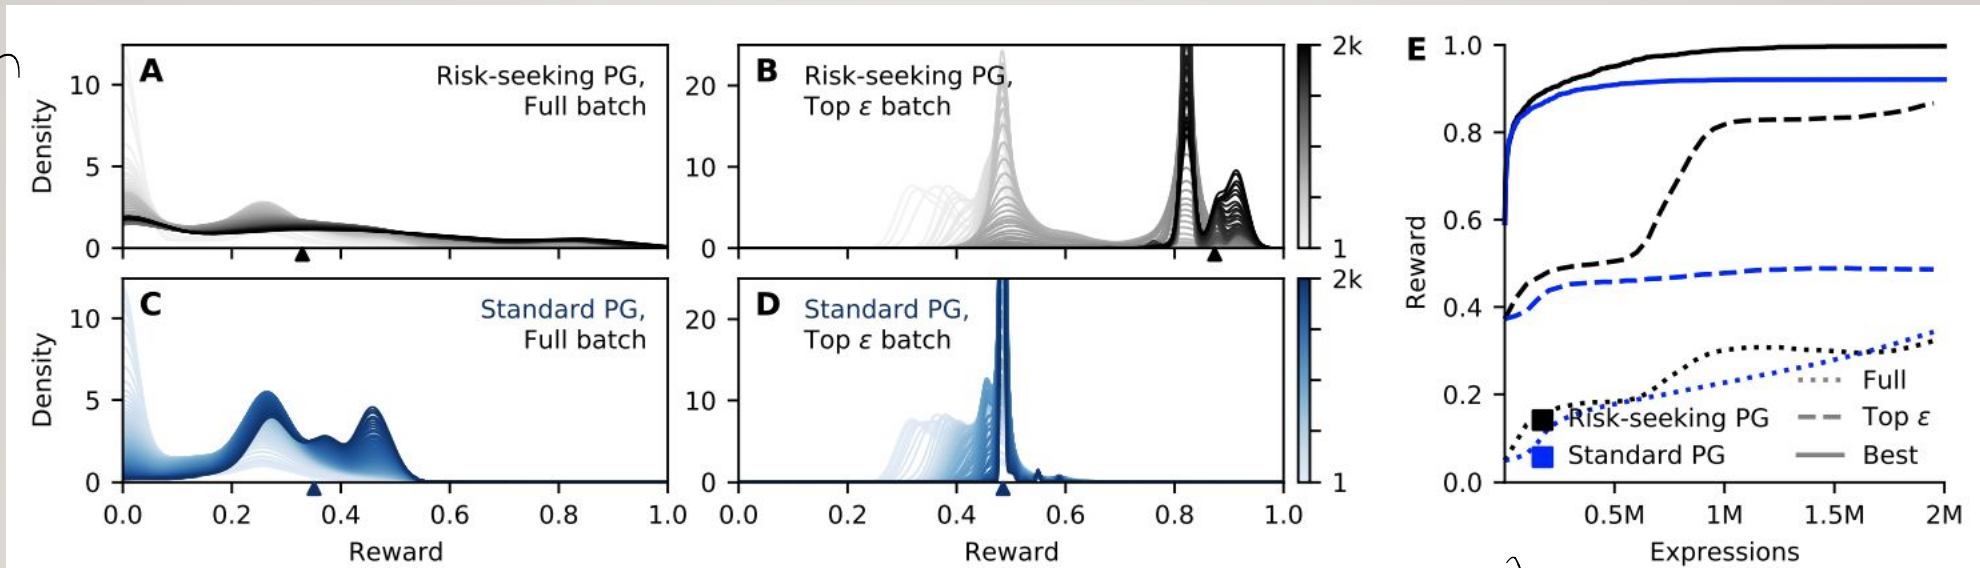 A
Risk-seeking PG,
Full batch
Density
10
5
0
B
Risk-seeking PG,
Top ε batch
20
10
0
2k
1
C
Standard PG,
Full batch
Density
10
5
0
0.0 0.2 0.4 0.6 0.8 1.0
Reward
D
Standard PG,
Top ε batch
20
10
0
0.0 0.2 0.4 0.6 0.8 1.0
Reward
2k
1
E
Reward
1.0
0.8
0.6
0.4
0.2
0.0
Full
Risk-seeking PG Top ε
Standard PG Best
0.5M 1M 1.5M 2M
Expressions